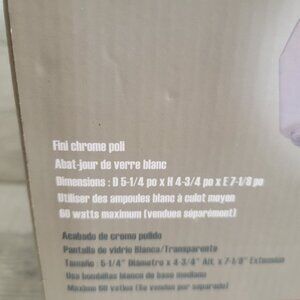 Fini chrome poli
Abat-jour de verre blanc
Dimensions : D 5-1/4 po x H 4-3/4 po x E 7-1/8 po
Utiliser des ampoules blanc à culot moyen
60 watts maximum (vendues séparément)
Acabado de cromo pulido
Pantalla de vidrio Blanca/Transparente
Tamaño : 5-1/4" Diámetro x 4-3/4" Alt. x 7-1/8" Extensión
Usa bombillas blanco de base mediano
Máximo 60 vatios (Se venden por separado)